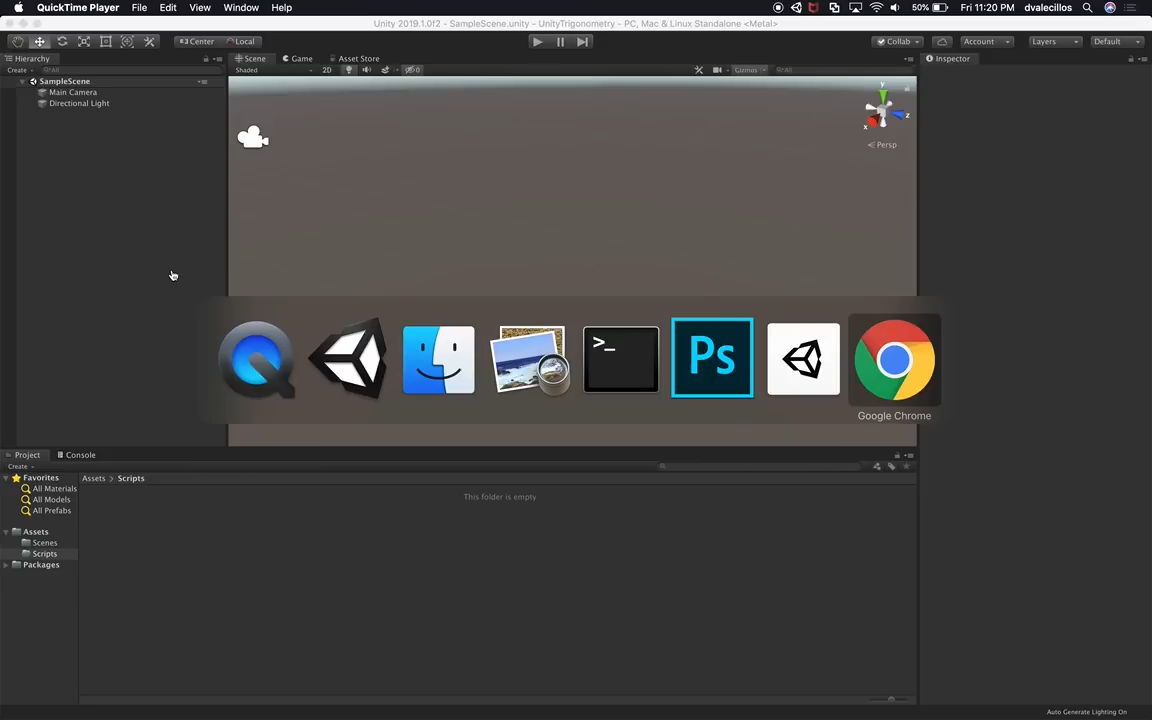 QuickTime Player File Edit View Window Help 50% Fri 11:20 PM dvalecillos
Unity 2019.1.0f2 - SampleScene.unity - UnityTrigonometry - PC, Mac & Linux Standalone <Metal>
Center Local Collab Account Layers Default
Hierarchy Scene Game Asset Store Inspector
Create All Shaded 2D 0 Gizmos All
SampleScene
Main Camera
Directional Light
y
x z
Persp
>_ Ps
Google Chrome
Project Console
Create
Favorites Assets > Scripts
All Materials
All Models This folder is empty
All Prefabs
Assets
Scenes
Scripts
Packages
Auto Generate Lighting On